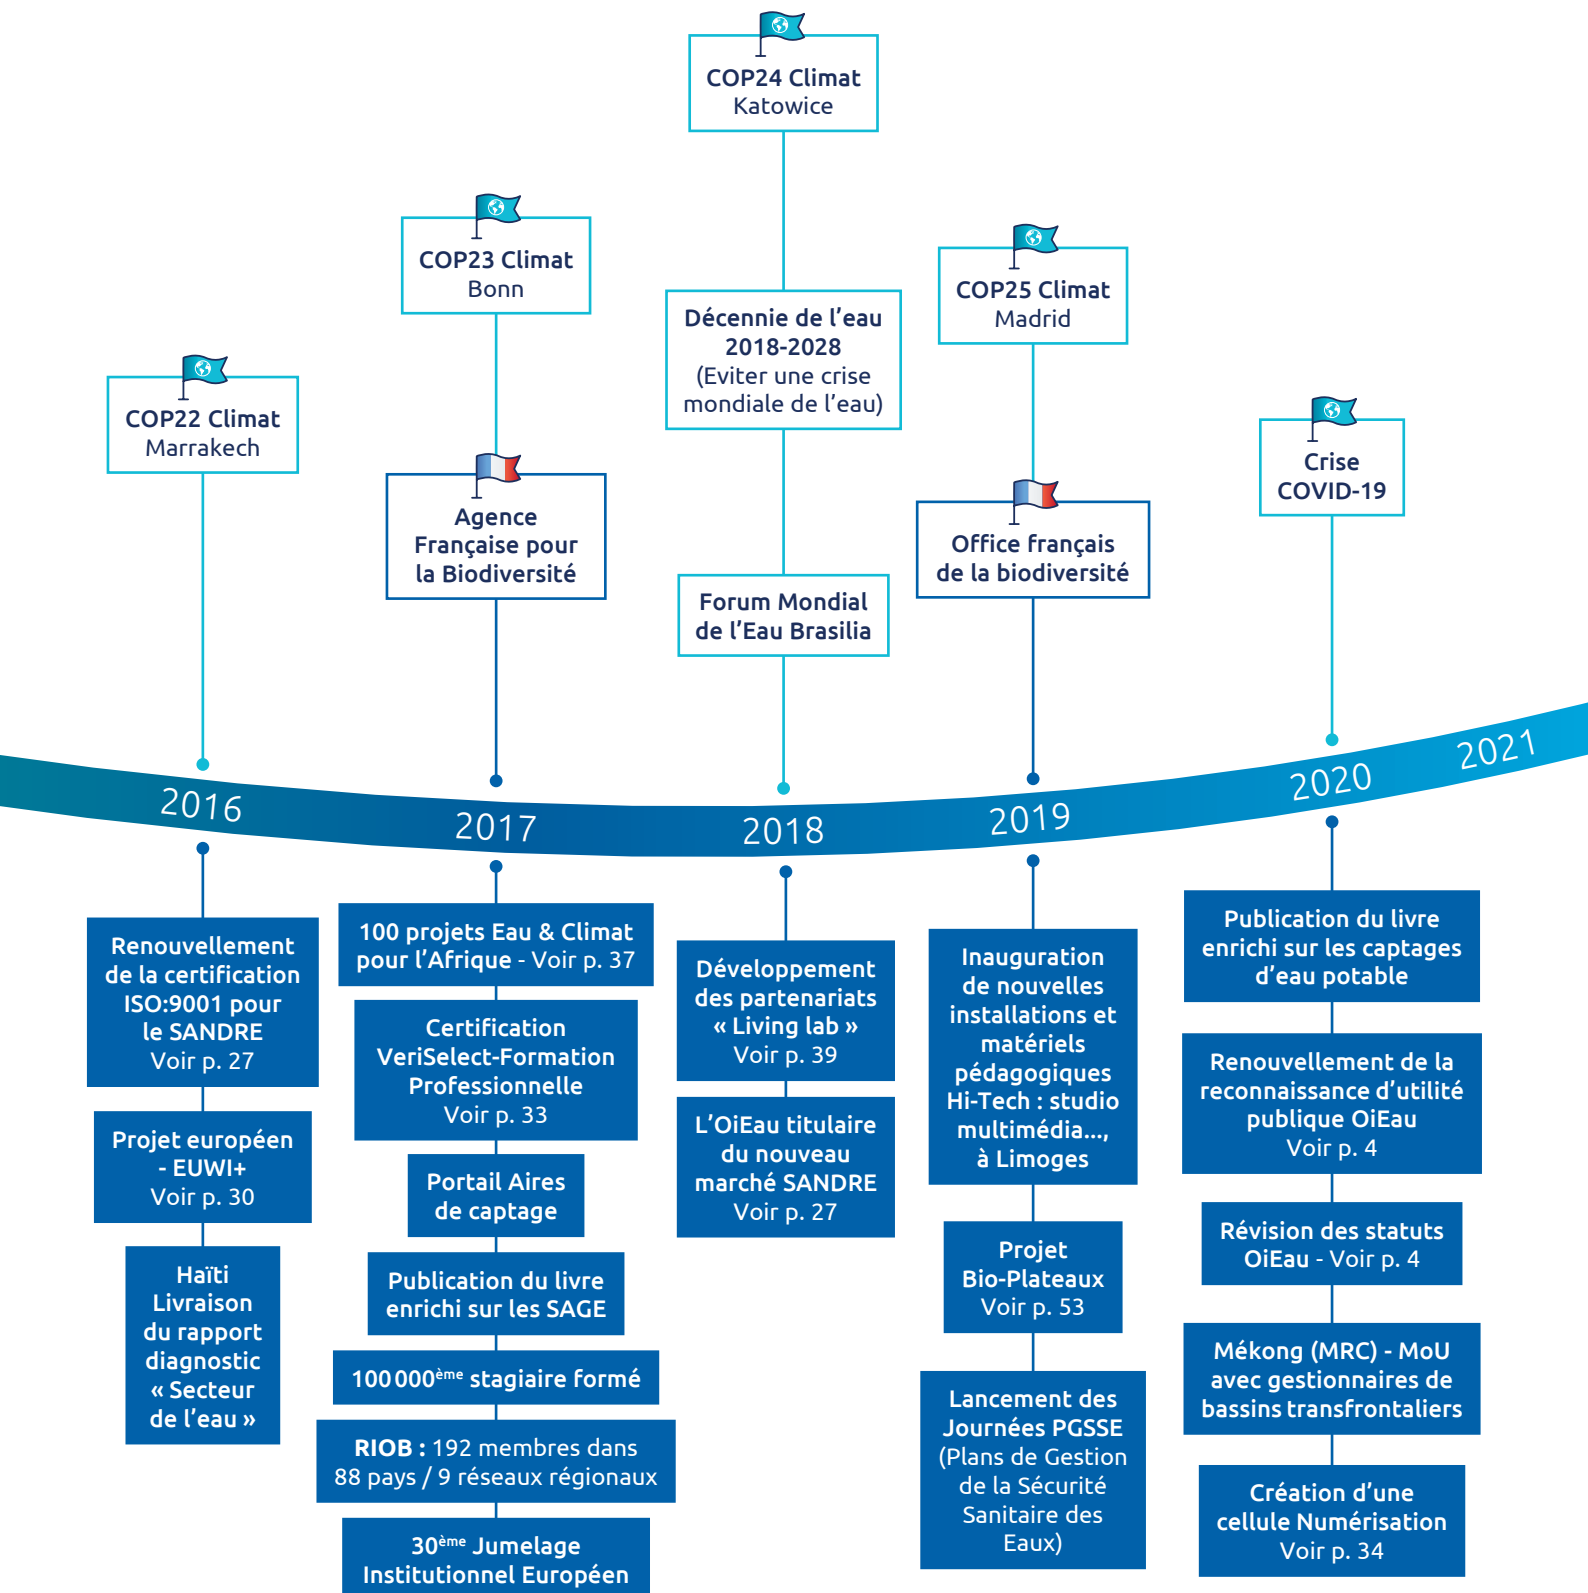 COP24 Climat
Katowice
COP23 Climat
Bonn
COP25 Climat
Madrid
Décennie de l’eau
2018-2028
(Eviter une crise
mondiale de l’eau)
COP22 Climat
Marrakech
Crise
COVID-19
Agence
Française pour
la Biodiversité
Office français
de la biodiversité
Forum Mondial
de l’Eau Brasilia
2016
2017
2018
2019
2020
2021
Renouvellement
de la certification
ISO:9001 pour
le SANDRE
Voir p. 27
Projet européen
- EUWI+
Voir p. 30
Haïti
Livraison
du rapport
diagnostic
« Secteur
de l’eau »
100 projets Eau & Climat
pour l’Afrique - Voir p. 37
Certification
VeriSelect-Formation
Professionnelle
Voir p. 33
Portail Aires
de captage
Publication du livre
enrichi sur les SAGE
100 000ème stagiaire formé
RIOB : 192 membres dans
88 pays / 9 réseaux régionaux
30ème Jumelage
Institutionnel Européen
Développement
des partenariats
« Living lab »
Voir p. 39
L’OiEau titulaire
du nouveau
marché SANDRE
Voir p. 27
Inauguration
de nouvelles
installations et
matériels
pédagogiques
Hi-Tech : studio
multimédia...,
à Limoges
Projet
Bio-Plateaux
Voir p. 53
Lancement des
Journées PGSSE
(Plans de Gestion
de la Sécurité
Sanitaire des
Eaux)
Publication du livre
enrichi sur les captages
d’eau potable
Renouvellement de la
reconnaissance d’utilité
publique OiEau
Voir p. 4
Révision des statuts
OiEau - Voir p. 4
Mékong (MRC) - MoU
avec gestionnaires de
bassins transfrontaliers
Création d’une
cellule Numérisation
Voir p. 34